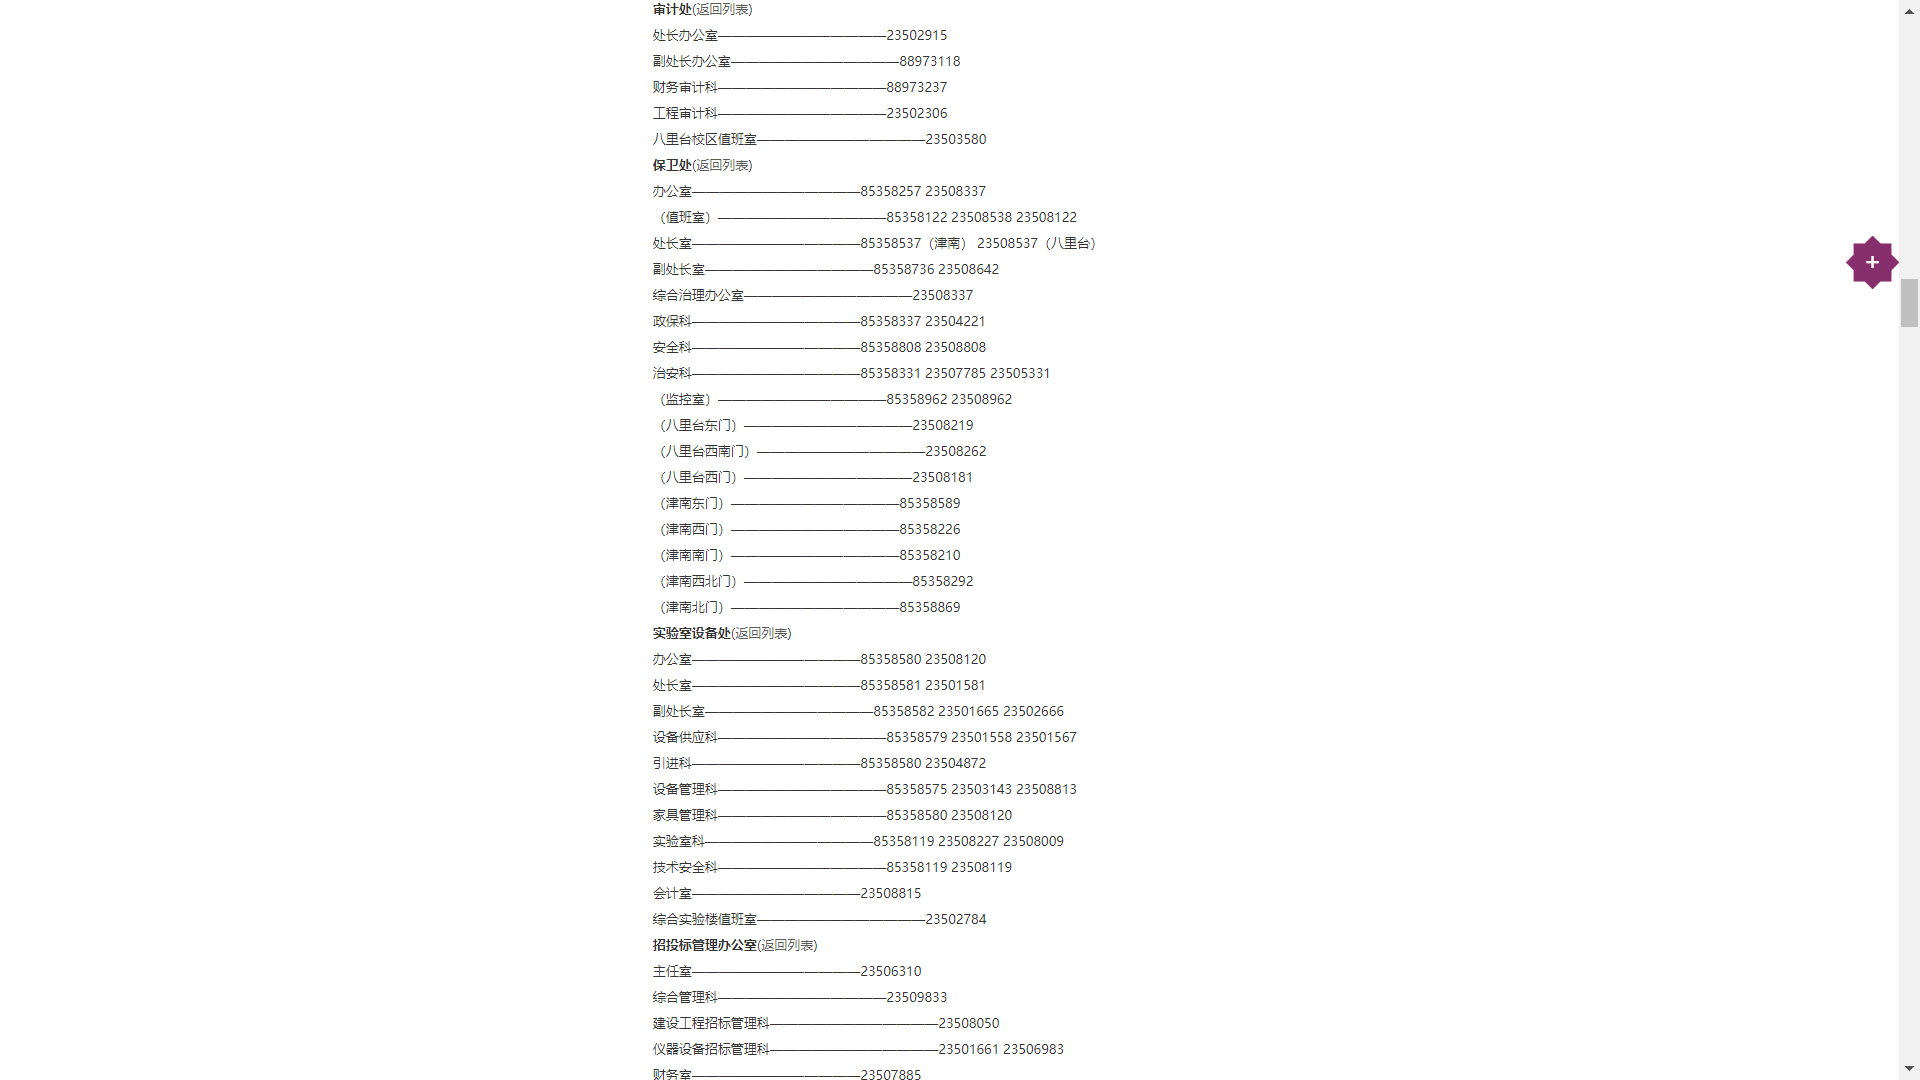 审计处(返回列表)
处长办公室————————————23502915
副处长办公室————————————88973118
财务审计科————————————88973237
工程审计科————————————23502306
八里台校区值班室————————————23503580
保卫处(返回列表)
办公室————————————85358257 23508337
（值班室）————————————85358122 23508538 23508122
处长室————————————85358537（津南） 23508537（八里台）
副处长室————————————85358736 23508642
综合治理办公室————————————23508337
政保科————————————85358337 23504221
安全科————————————85358808 23508808
治安科————————————85358331 23507785 23505331
（监控室）————————————85358962 23508962
（八里台东门）————————————23508219
（八里台西南门）————————————23508262
（八里台西门）————————————23508181
（津南东门）————————————85358589
（津南西门）————————————85358226
（津南南门）————————————85358210
（津南西北门）————————————85358292
（津南北门）————————————85358869
实验室设备处(返回列表)
办公室————————————85358580 23508120
处长室————————————85358581 23501581
副处长室————————————85358582 23501665 23502666
设备供应科————————————85358579 23501558 23501567
引进科————————————85358580 23504872
设备管理科————————————85358575 23503143 23508813
家具管理科————————————85358580 23508120
实验室科————————————85358119 23508227 23508009
技术安全科————————————85358119 23508119
会计室————————————23508815
综合实验楼值班室————————————23502784
招投标管理办公室(返回列表)
主任室————————————23506310
综合管理科————————————23509833
建设工程招标管理科————————————23508050
仪器设备招标管理科————————————23501661 23506983
财务室————————————23507885